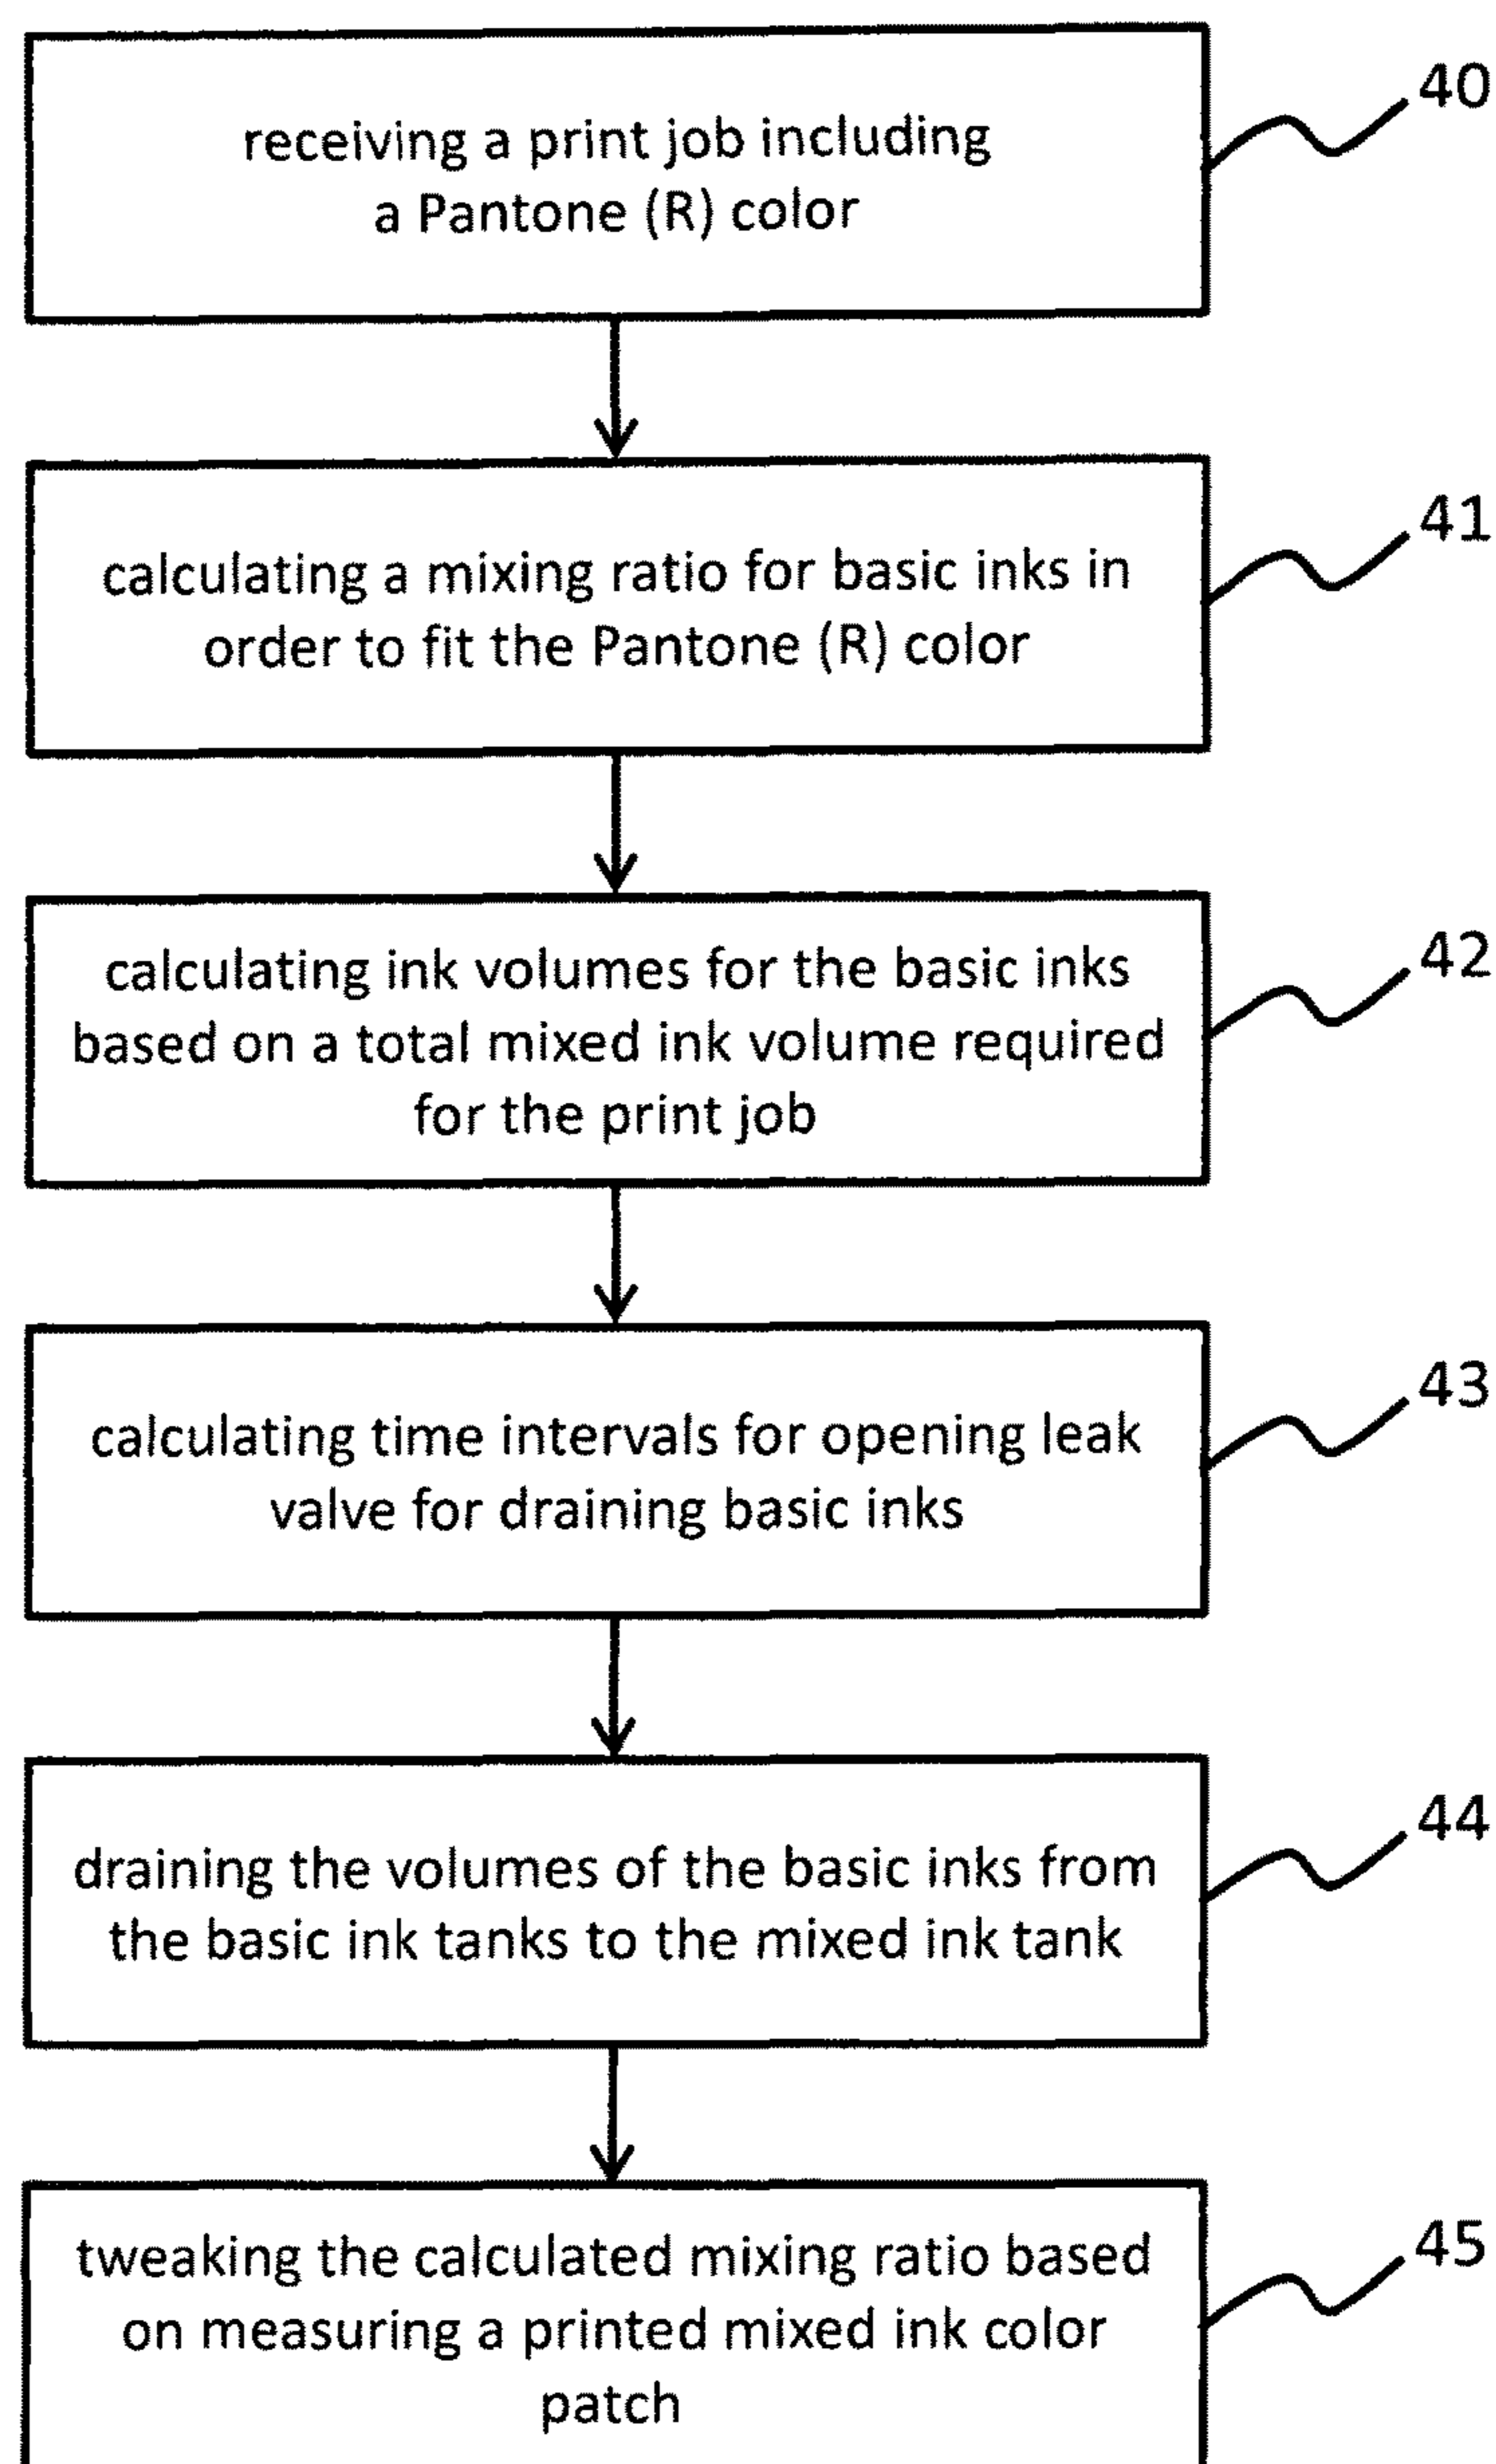 receiving a print job including
a Pantone (R) color
40
calculating a mixing ratio for basic inks in
order to fit the Pantone (R) color
41
calculating ink volumes for the basic inks
based on a total mixed ink volume required
for the print job
42
calculating time intervals for opening leak
valve for draining basic inks
43
draining the volumes of the basic inks from
the basic ink tanks to the mixed ink tank
44
tweaking the calculated mixing ratio based
on measuring a printed mixed ink color
patch
45